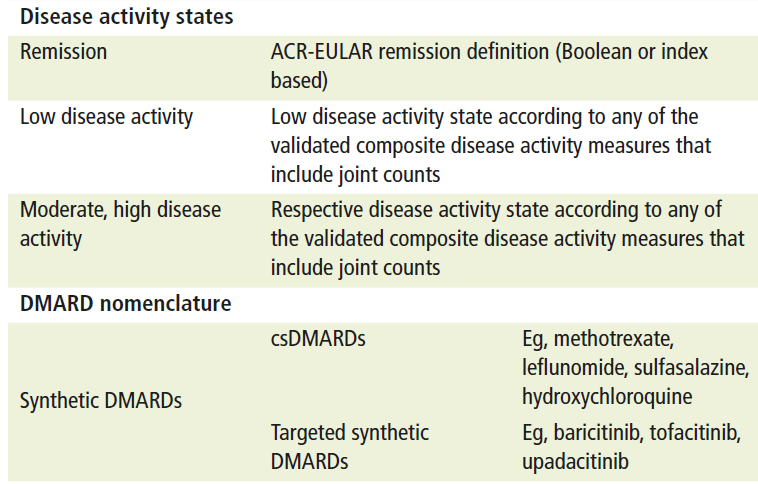 Disease activity states
Remission
ACR-EULAR remission definition (Boolean or index
based)
Low disease activity
Low disease activity state according to any of the
validated composite disease activity measures that
include joint counts
Moderate, high disease
activity
Respective disease activity state according to any of
the validated composite disease activity measures that
include joint counts
DMARD nomenclature
Synthetic DMARDs
csDMARDs
Eg, methotrexate,
leflunomide, sulfasalazine,
hydroxychloroquine
Targeted synthetic
DMARDs
Eg, baricitinib, tofacitinib,
upadacitinib